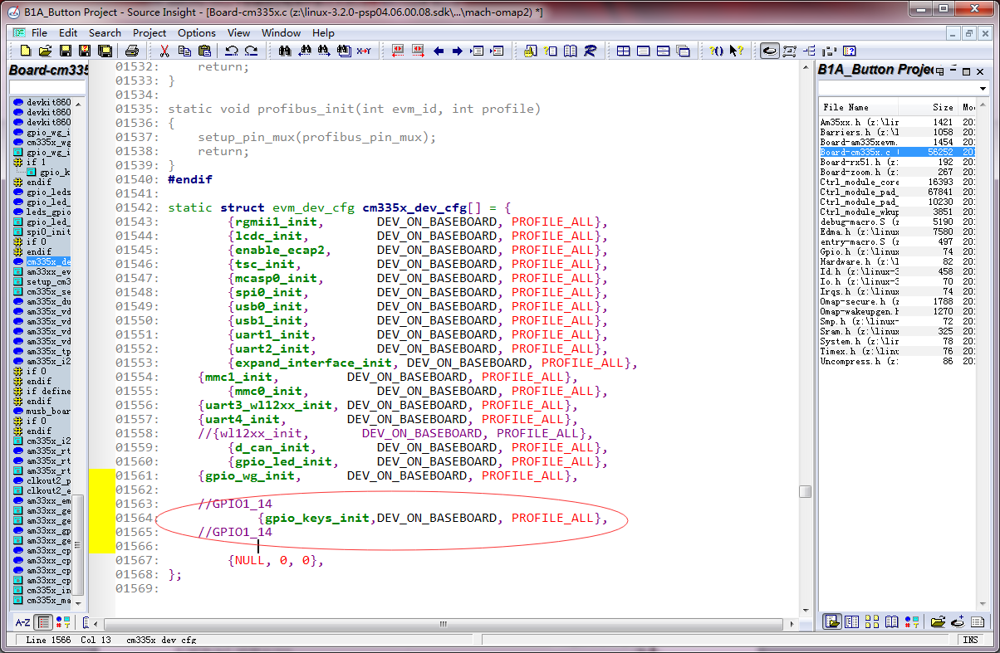 B1A_Button Project - Source Insight - [Board-cm335x.c (z:\linux-3.2.0-psp04.06.00.08.sdk\...\mach-omap2) *]
File Edit Search Project Options View Window Help
Board-cm33
devkit860
devkit860
devkit860
gpio_wg_i
cm335x_wg
gpio_wg_i
if 1
gpio_k
endif
gpio_leds
gpio_led_
leds_gpio
gpio_led_
spi0_init
if 0
endif
cm335x_de
am33xx_ev
setup_cm3
cm335x_se
am335x_du
am335x_vd
am335x_vd
am335x_vd
am335x_vd
am335x_tp
am335x_i2
if 0
endif
if define
endif
musb_boar
if 0
endif
cm335x_i2
am335x_rt
am335x_rt
am335x_rt
clkout2_p
clkout2_e
am33xx_em
am335x_ge
am33xx_ge
am335x_gp
am33xx_ge
am33xx_cp
am33xx_cp
am33xx_cp
am33xx_cp
cm335x_in
cm335x_ma
A-Z
01532:     return;
01533: }
01534:
01535: static void profibus_init(int evm_id, int profile)
01536: {
01537:     setup_pin_mux(profibus_pin_mux);
01538:     return;
01539: }
01540: #endif
01541:
01542: static struct evm_dev_cfg cm335x_dev_cfg[] = {
01543:         {rgmii1_init,        DEV_ON_BASEBOARD, PROFILE_ALL},
01544:         {lcdc_init,          DEV_ON_BASEBOARD, PROFILE_ALL},
01545:         {enable_ecap2,       DEV_ON_BASEBOARD, PROFILE_ALL},
01546:         {tsc_init,           DEV_ON_BASEBOARD, PROFILE_ALL},
01547:         {mcasp0_init,        DEV_ON_BASEBOARD, PROFILE_ALL},
01548:         {spi0_init,          DEV_ON_BASEBOARD, PROFILE_ALL},
01549:         {usb0_init,          DEV_ON_BASEBOARD, PROFILE_ALL},
01550:         {usb1_init,          DEV_ON_BASEBOARD, PROFILE_ALL},
01551:         {uart1_init,         DEV_ON_BASEBOARD, PROFILE_ALL},
01552:         {uart2_init,         DEV_ON_BASEBOARD, PROFILE_ALL},
01553:         {expand_interface_init, DEV_ON_BASEBOARD, PROFILE_ALL},
01554:     {mmc1_init,          DEV_ON_BASEBOARD, PROFILE_ALL},
01555:         {mmc0_init,          DEV_ON_BASEBOARD, PROFILE_ALL},
01556:     {uart3_wl12xx_init, DEV_ON_BASEBOARD, PROFILE_ALL},
01557:     {uart4_init,         DEV_ON_BASEBOARD, PROFILE_ALL},
01558:     //{wl12xx_init,        DEV_ON_BASEBOARD, PROFILE_ALL},
01559:         {d_can_init,         DEV_ON_BASEBOARD, PROFILE_ALL},
01560:         {gpio_led_init,      DEV_ON_BASEBOARD, PROFILE_ALL},
01561:     {gpio_wg_init,       DEV_ON_BASEBOARD, PROFILE_ALL},
01562:
01563:     //GPIO1_14
01564:             {gpio_keys_init,DEV_ON_BASEBOARD, PROFILE_ALL},
01565:     //GPIO1_14
01566:
01567:         {NULL, 0, 0},
01568: };
01569:
B1A_Button Projec
File Name Size Mo
Am35xx.h (z:\lin 1421 20
Barriers.h (z:\l 1058 20
Board-am335xevm. 1454 20
Board-cm335x.c ( 56252 20
Board-rx51.h (z: 192 20
Board-zoom.h (z: 267 20
Ctrl_module_core 16393 20
Ctrl_module_pad_ 67841 20
Ctrl_module_pad_ 10230 20
Ctrl_module_wkup 3851 20
debug-macro.S (z 5190 20
Edma.h (z:\linux 7580 20
entry-macro.S (z 497 20
Gpio.h (z:\linux 74 20
Hardware.h (z:\l 82 20
Id.h (z:\linux-3 458 20
Io.h (z:\linux-3 70 20
Irqs.h (z:\linux 74 20
Omap-secure.h (z 1788 20
Omap-wakeupgen.h 1270 20
Smp.h (z:\linux- 72 20
Sram.h (z:\linux 325 20
System.h (z:\lin 78 20
Timex.h (z:\linu 76 20
Uncompress.h (z: 86 20
Line 1566 Col 13 cm335x_dev_cfg
INS